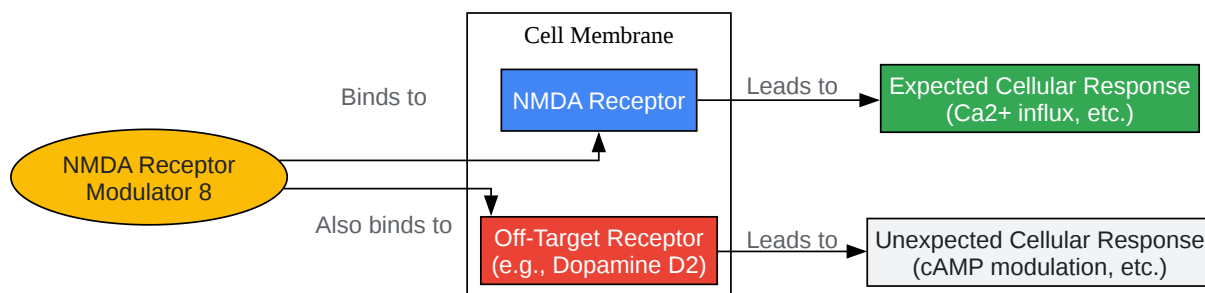 Cell Membrane
Binds to
NMDA Receptor
Leads to
Expected Cellular Response
(Ca2+ influx, etc.)
NMDA Receptor
Modulator 8
Also binds to
Off-Target Receptor
(e.g., Dopamine D2)
Leads to
Unexpected Cellular Response
(cAMP modulation, etc.)